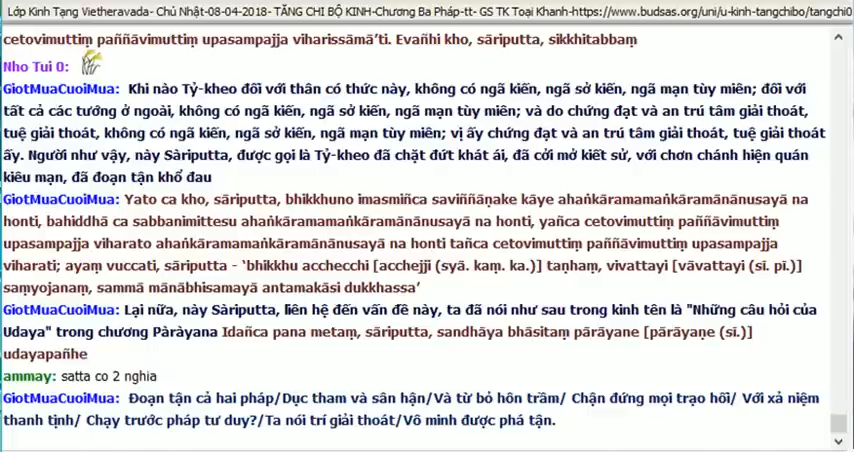 Lớp Kinh Tạng Vietheravada- Chủ Nhật-08-04-2018- TĂNG CHI BỘ KINH-Chương Ba Pháp-tt- GS TK Toại Khanh-https://www.budsas.org/uni/u-kinh-tangchibo/tangchi0
cetovimuttiṃ paññāvimuttiṃ upasampajja viharissāmā’ti. Evañhi kho, sāriputta, sikkhitabbaṃ
Nho Tui 0:
GiotMuaCuoiMua: Khi nào Tỷ-kheo đối với thân có thức này, không có ngã kiến, ngã sở kiến, ngã mạn tùy miên; đối với
tất cả các tướng ở ngoài, không có ngã kiến, ngã sở kiến, ngã mạn tùy miên; và do chứng đạt và an trú tâm giải thoát,
tuệ giải thoát, không có ngã kiến, ngã sở kiến, ngã mạn tùy miên; vị ấy chứng đạt và an trú tâm giải thoát, tuệ giải thoát
ấy. Người như vậy, này Sàriputta, được gọi là Tỷ-kheo đã chặt đứt khát ái, đã cởi mở kiết sử, với chơn chánh hiện quán
kiêu mạn, đã đoạn tận khổ đau
GiotMuaCuoiMua: Yato ca kho, sāriputta, bhikkhuno imasmiñca saviññāṇake kāye ahaṅkāramamaṅkāramānānusayā na
honti, bahiddhā ca sabbanimittesu ahaṅkāramamaṅkāramānānusayā na honti, yañca cetovimuttiṃ paññāvimuttiṃ
upasampajja viharato ahaṅkāramamaṅkāramānānusayā na honti tañca cetovimuttiṃ paññāvimuttiṃ upasampajja
viharati; ayaṃ vuccati, sāriputta - ‘bhikkhu acchecchi [acchejji (syā. kaṃ. ka.)] taṇhaṃ, vivattayi [vāvattayi (sī. pī.)]
saṃyojanaṃ, sammā mānābhisamayā antamakāsi dukkhassa’
GiotMuaCuoiMua: Lại nữa, này Sàriputta, liên hệ đến vấn đề này, ta đã nói như sau trong kinh tên là "Những câu hỏi của
Udaya" trong chương Pàràyana Idañca pana metaṃ, sāriputta, sandhāya bhāsitaṃ pārāyane [pārāyaṇe (sī.)]
udayapañhe
ammay: satta co 2 nghia
GiotMuaCuoiMua: Đoạn tận cả hai pháp/Dục tham và sân hận/Và từ bỏ hôn trầm/ Chận đứng mọi trạo hối/ Với xả niệm
thanh tịnh/ Chạy trước pháp tư duy?/Ta nói trí giải thoát/Vô minh được phá tận.